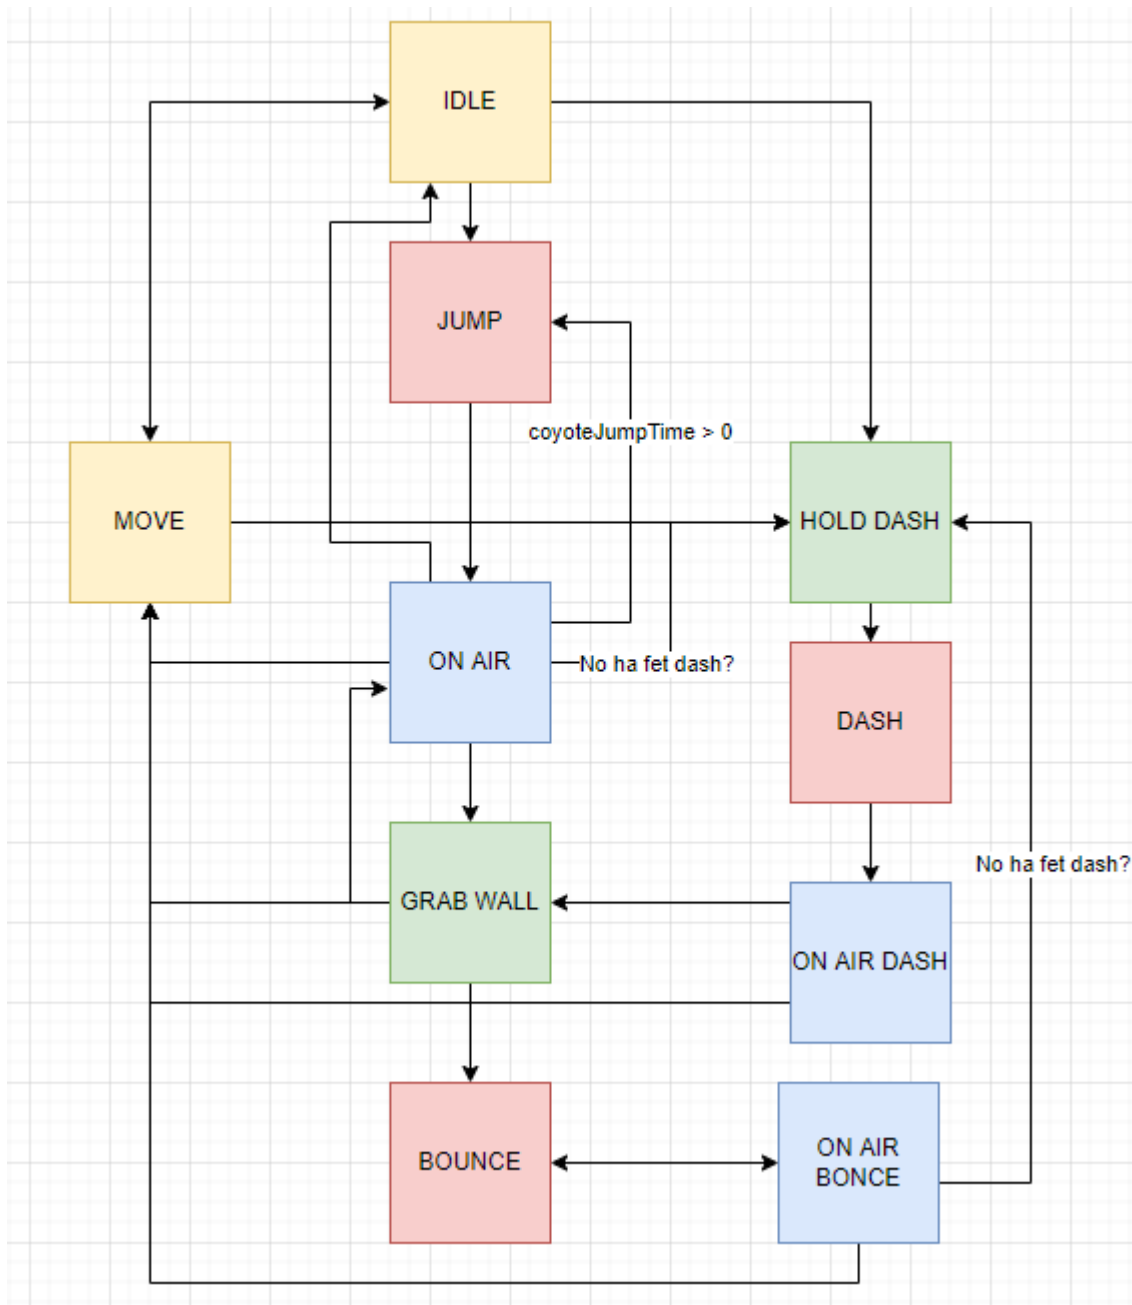 IDLE
JUMP
coyoteJumpTime > 0
MOVE
HOLD DASH
ON AIR
No ha fet dash?
DASH
No ha fet dash?
GRAB WALL
ON AIR DASH
BOUNCE
ON AIR
BONCE